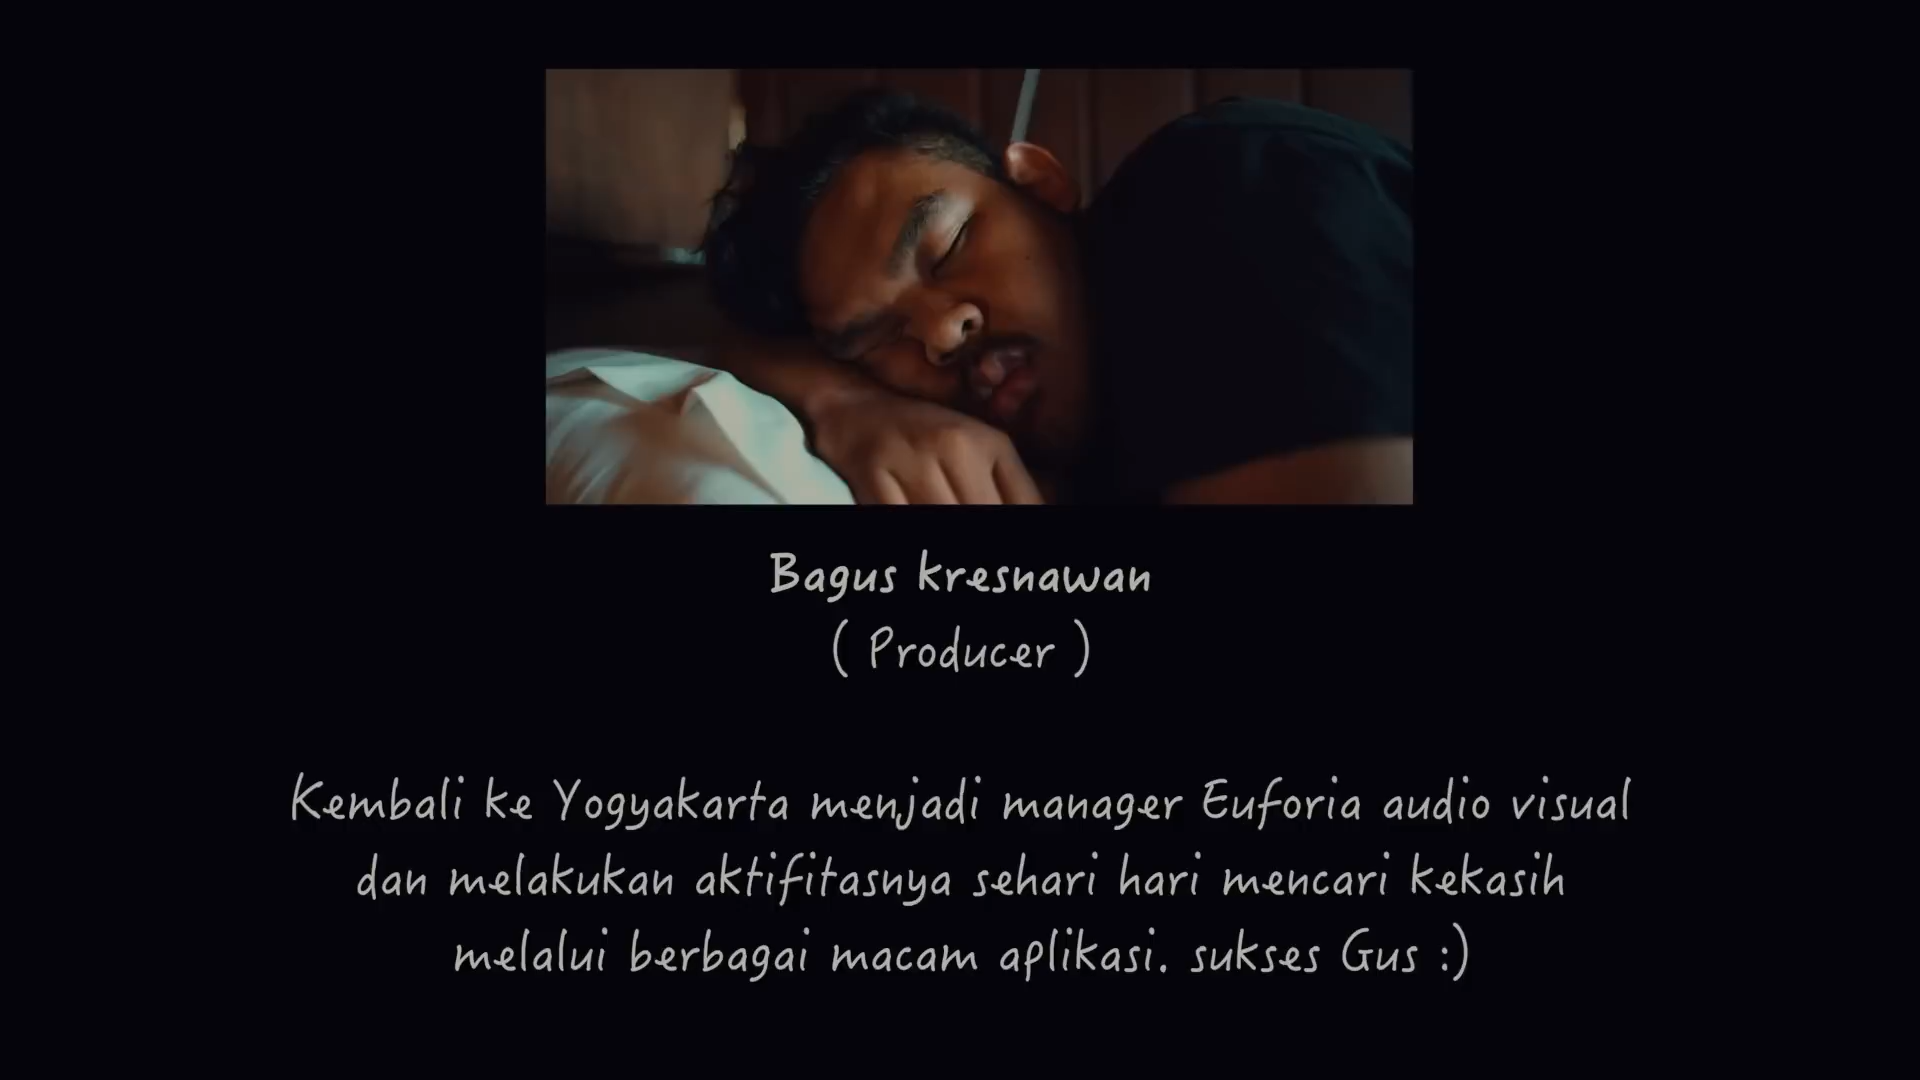 Bagus kresnawan
( Producer )
Kembali ke Yogyakarta menjadi manager Euforia audio visual
dan melakukan aktifitasnya sehari hari mencari kekasih
melalui berbagai macam aplikasi. sukses Gus :)